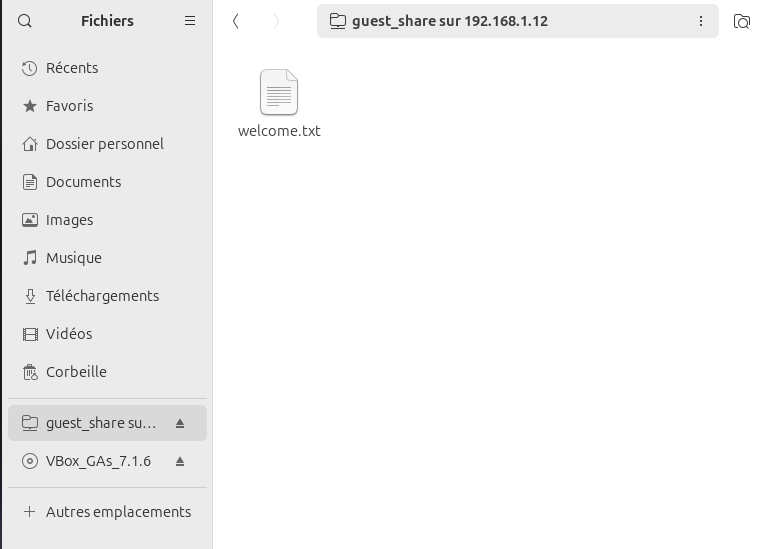 Fichiers
guest_share sur 192.168.1.12
Récents
Favoris
Dossier personnel
Documents
Images
Musique
Téléchargements
Vidéos
Corbeille
guest_share su…
VBox_GAs_7.1.6
Autres emplacements
welcome.txt